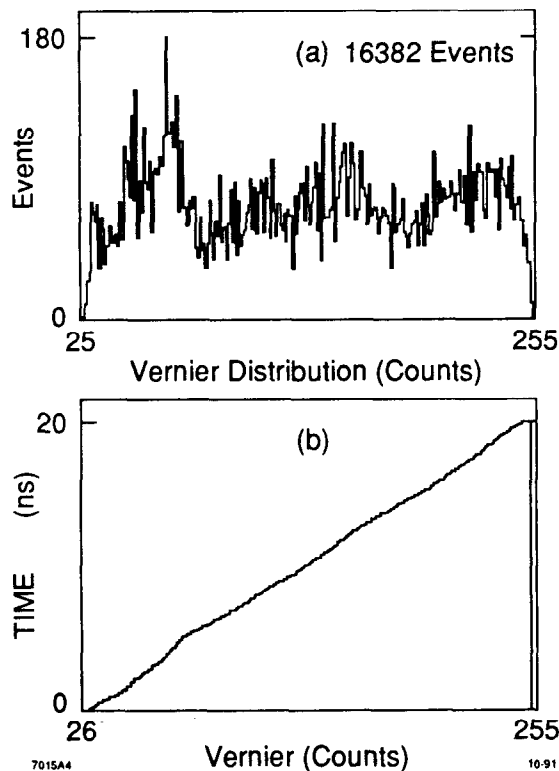 180
(a) 16382 Events
Events
0
25
255
Vernier Distribution (Counts)
20
(b)
TIME (ns)
0
26
255
Vernier (Counts)
7015A4
10-91